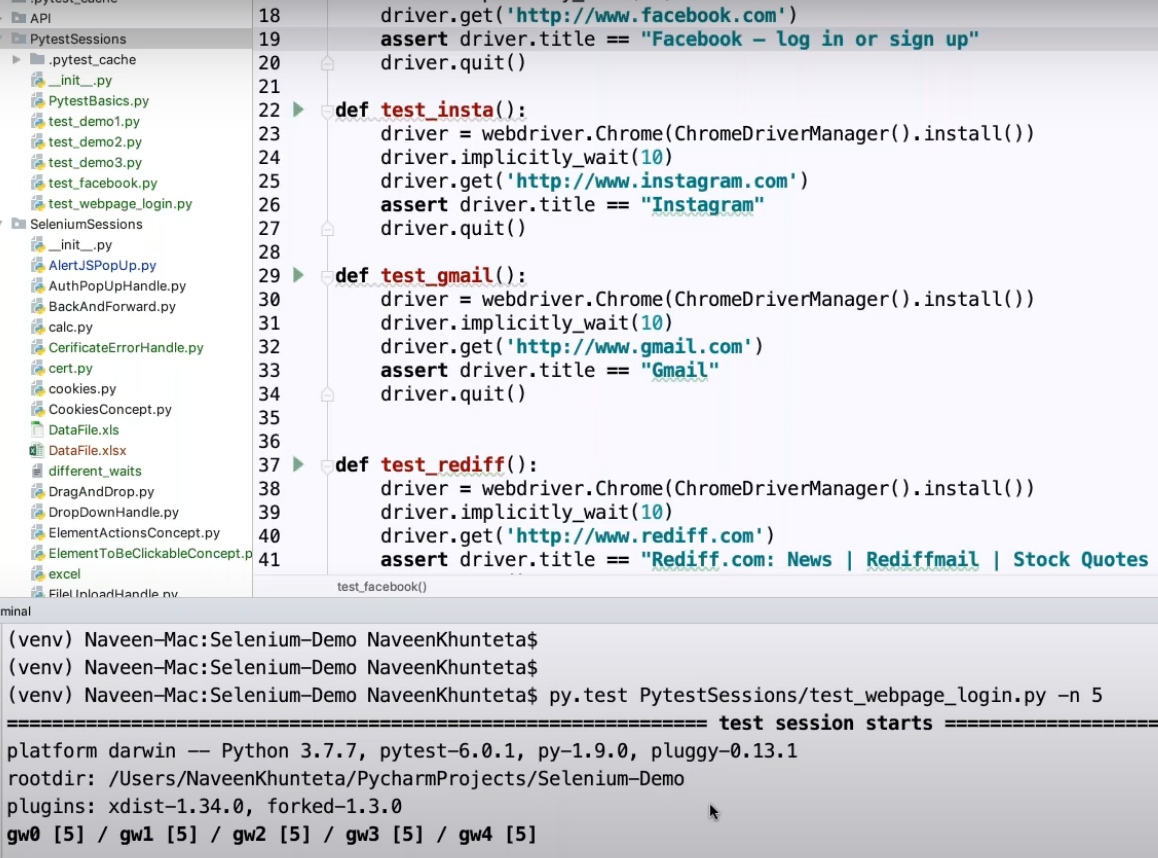 .pytest_cache
API
PytestSessions
.pytest_cache
__init__.py
PytestBasics.py
test_demo1.py
test_demo2.py
test_demo3.py
test_facebook.py
test_webpage_login.py
SeleniumSessions
__init__.py
AlertJSPopUp.py
AuthPopUpHandle.py
BackAndForward.py
calc.py
CerificateErrorHandle.py
cert.py
cookies.py
CookiesConcept.py
DataFile.xls
DataFile.xlsx
different_waits
DragAndDrop.py
DropDownHandle.py
ElementActionsConcept.py
ElementToBeClickableConcept.p
excel
FileUploadHandle.py
18 driver.get('http://www.facebook.com')
19 assert driver.title == "Facebook – log in or sign up"
20 driver.quit()
21
22 def test_insta():
23 driver = webdriver.Chrome(ChromeDriverManager().install())
24 driver.implicitly_wait(10)
25 driver.get('http://www.instagram.com')
26 assert driver.title == "Instagram"
27 driver.quit()
28
29 def test_gmail():
30 driver = webdriver.Chrome(ChromeDriverManager().install())
31 driver.implicitly_wait(10)
32 driver.get('http://www.gmail.com')
33 assert driver.title == "Gmail"
34 driver.quit()
35
36
37 def test_rediff():
38 driver = webdriver.Chrome(ChromeDriverManager().install())
39 driver.implicitly_wait(10)
40 driver.get('http://www.rediff.com')
41 assert driver.title == "Rediff.com: News | Rediffmail | Stock Quotes
test_facebook()
minal
(venv) Naveen-Mac:Selenium-Demo NaveenKhunteta$
(venv) Naveen-Mac:Selenium-Demo NaveenKhunteta$
(venv) Naveen-Mac:Selenium-Demo NaveenKhunteta$ py.test PytestSessions/test_webpage_login.py -n 5
============================================================== test session starts ===================
platform darwin -- Python 3.7.7, pytest-6.0.1, py-1.9.0, pluggy-0.13.1
rootdir: /Users/NaveenKhunteta/PycharmProjects/Selenium-Demo
plugins: xdist-1.34.0, forked-1.3.0
gw0 [5] / gw1 [5] / gw2 [5] / gw3 [5] / gw4 [5]